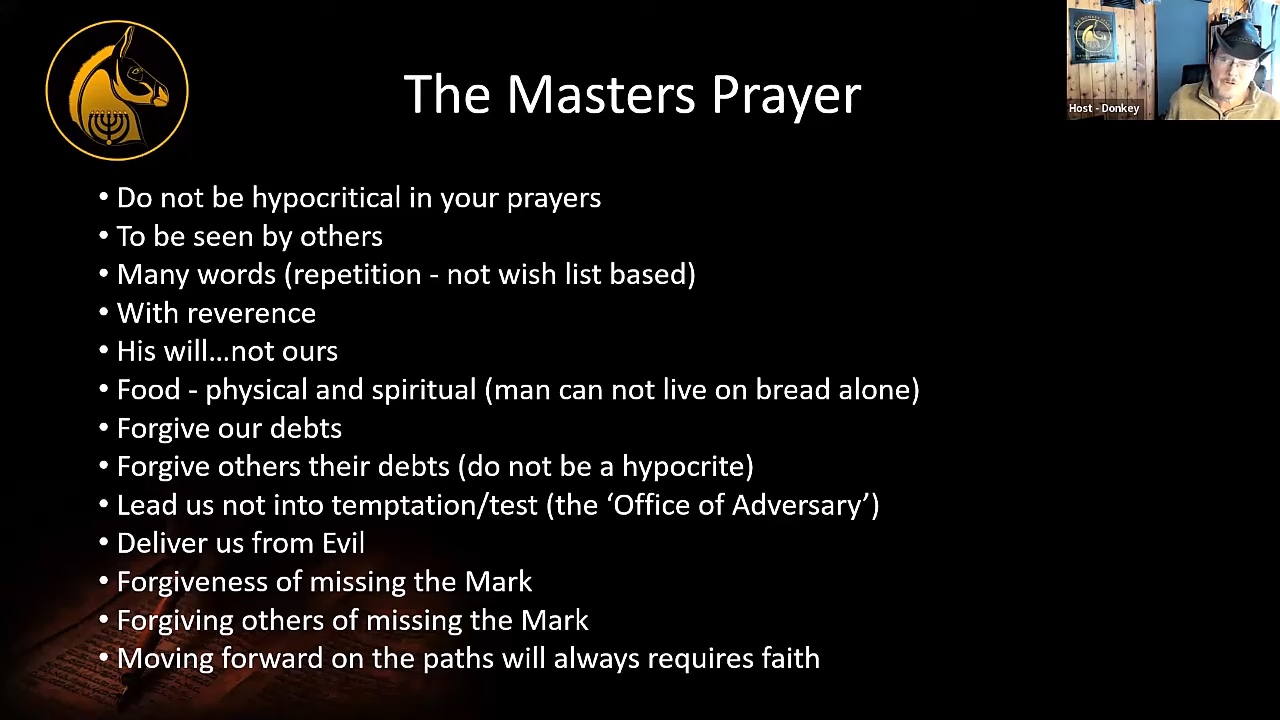 The Masters Prayer
Host - Donkey
• Do not be hypocritical in your prayers
• To be seen by others
• Many words (repetition - not wish list based)
• With reverence
• His will...not ours
• Food - physical and spiritual (man can not live on bread alone)
• Forgive our debts
• Forgive others their debts (do not be a hypocrite)
• Lead us not into temptation/test (the ‘Office of Adversary’)
• Deliver us from Evil
• Forgiveness of missing the Mark
• Forgiving others of missing the Mark
• Moving forward on the paths will always requires faith